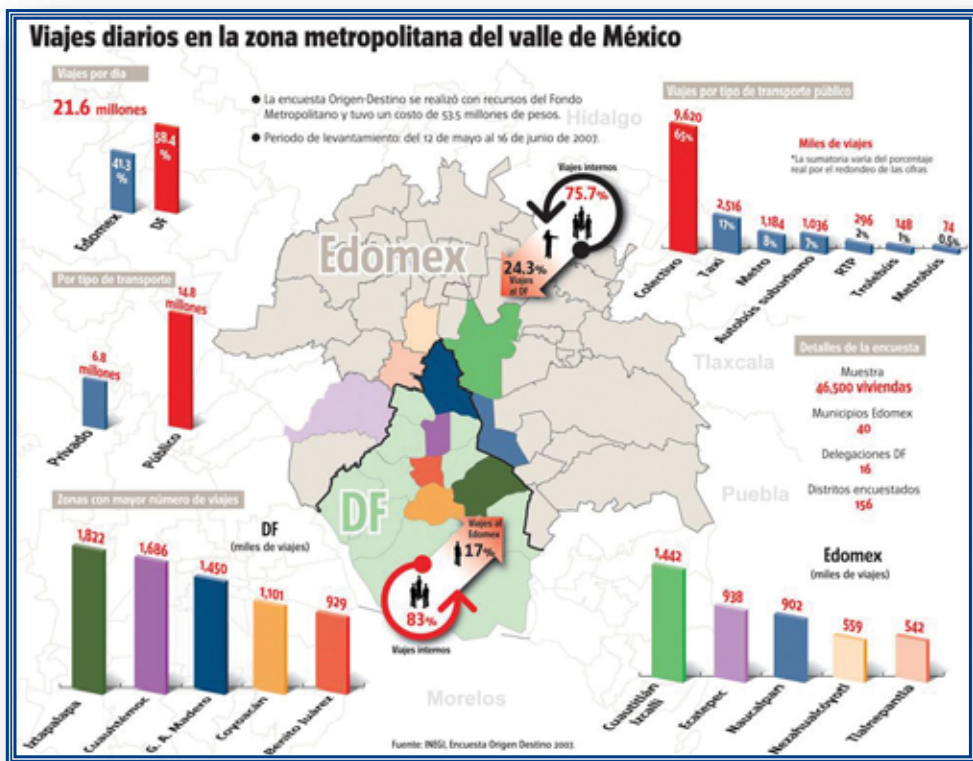 Viajes diarios en la zona metropolitana del valle de México
Viajes por dia
21.6 millones
41.3
%
58.4
%
Edomex
DF
● La encuesta Origen-Destino se realizó con recursos del Fondo
Metropolitano y tuvo un costo de 53.5 millones de pesos.
● Periodo de levantamiento: del 12 de mayo al 16 de junio de 2007.
Hidalgo
Viajes por tipo de transporte público
Miles de viajes
*La sumatoria varia del porcentaje
real por el redondeo de las cifras
9,620
65%
2,516
17%
1,184
8%
1,036
7%
296
2%
148
1%
74
0.5%
Colectivo
Taxi
Metro
Autobús suburbano
RTP
Trolebús
Metrobús
Viajes internos
75.7%
24.3%
Viajes
al DF
Edomex
Por tipo de transporte
6.8
millones
14.8
millones
Privado
Público
Tlaxcala
Detalles de la encuesta
Muestra
46,500 viviendas
Municipios Edomex
40
Delegaciones DF
16
Distritos encuestados
156
Puebla
DF
Viajes al
Edomex
17%
83%
Viajes internos
Zonas con mayor número de viajes
DF
(miles de viajes)
1,822
1,686
1,450
1,101
929
Iztapalapa
Cuauhtémoc
G. A. Madero
Coyoacán
Benito Juárez
Edomex
(miles de viajes)
1,442
938
902
559
542
Cuautitlán
Izcalli
Ecatepec
Naucalpan
Nezahualcóyotl
Tlalnepantla
Morelos
Fuente: INEGI, Encuesta Origen Destino 2007.